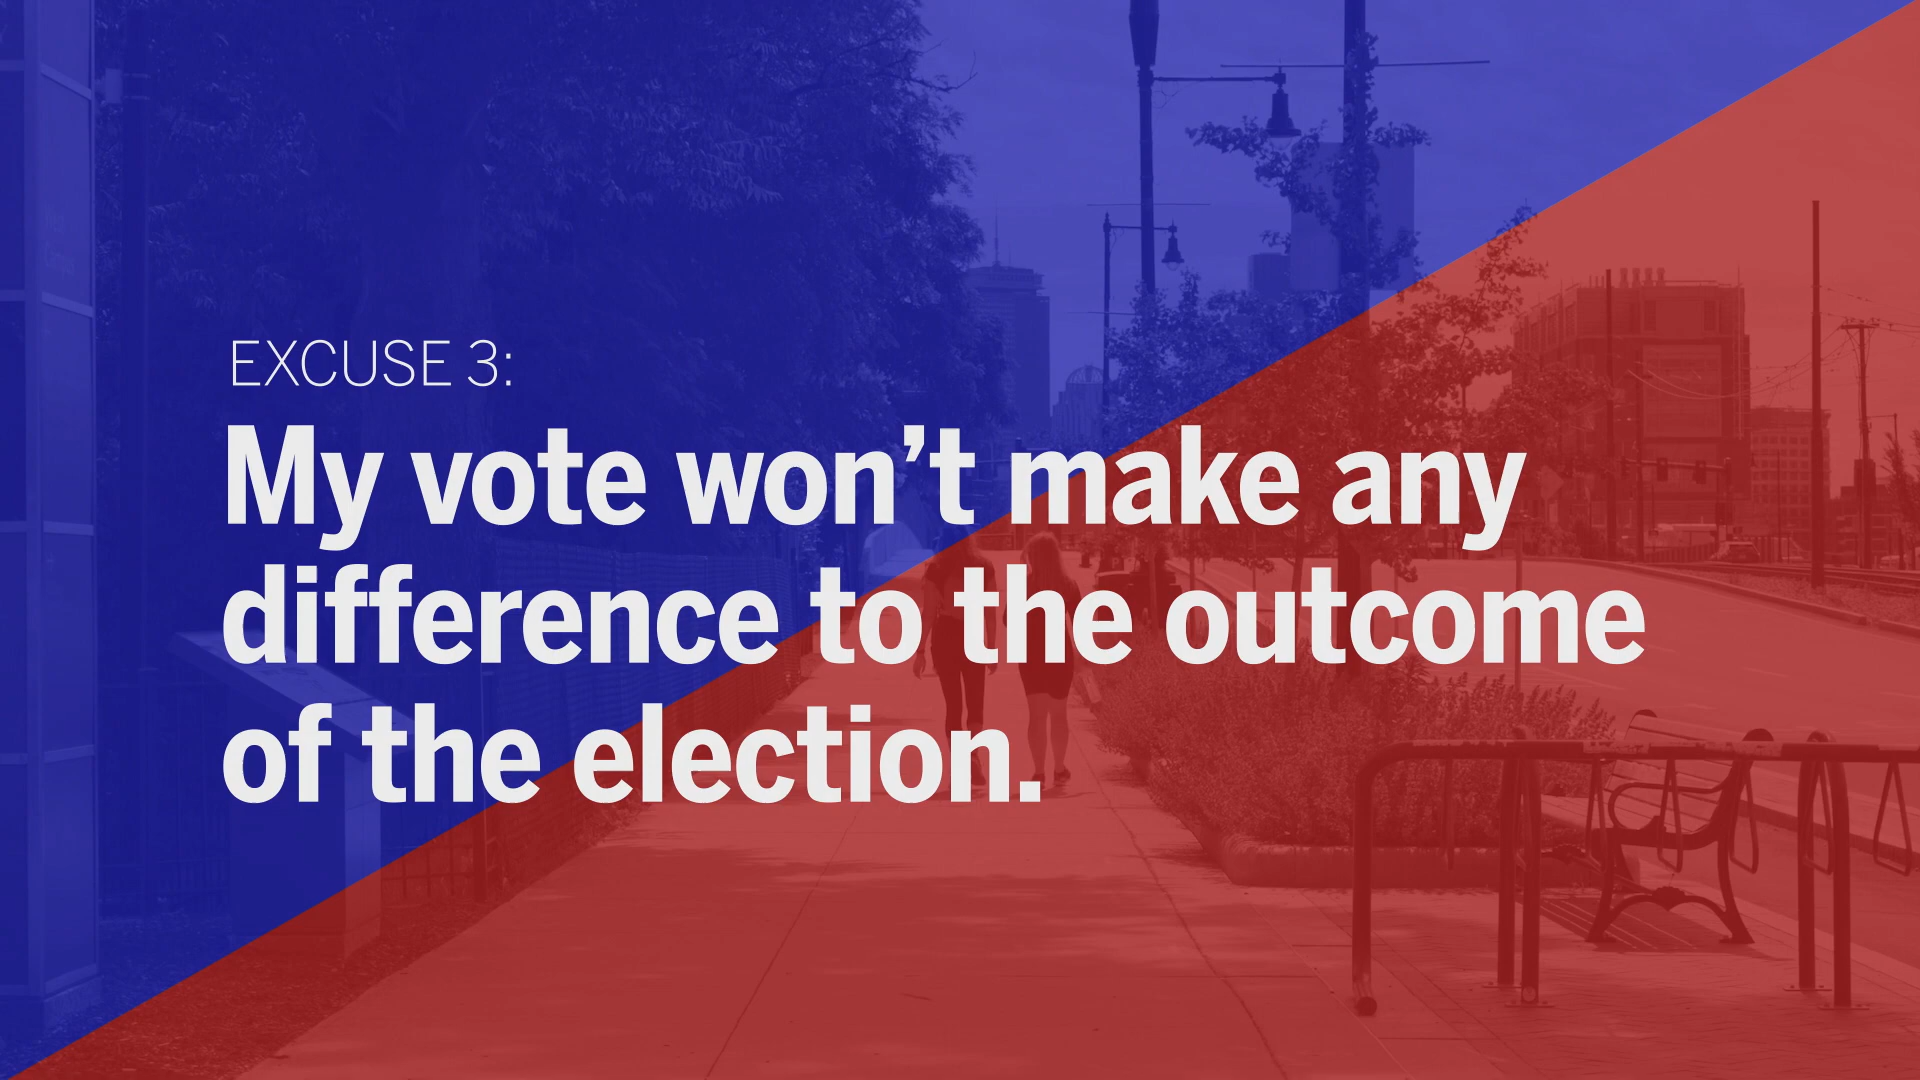 EXCUSE 3:
My vote won’t make any
difference to the outcome
of the election.